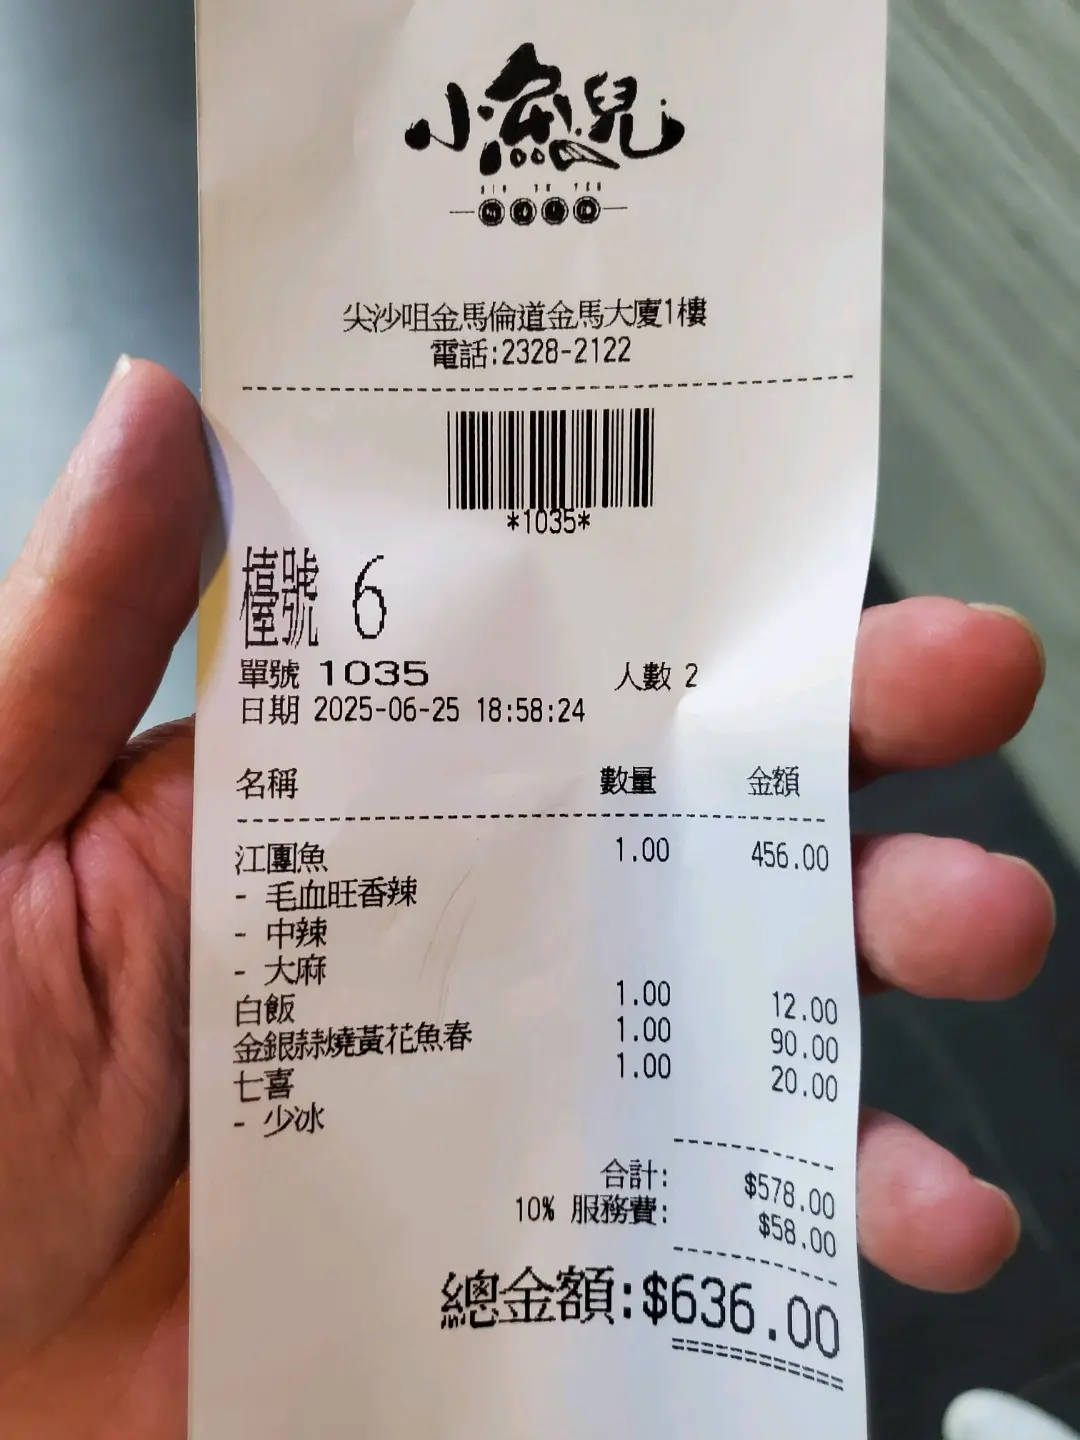 小漁兒
尖沙咀金馬倫道金馬大廈1樓
電話:2328-2122
*1035*
檯號 6
單號 1035 人數 2
日期 2025-06-25 18:58:24
名稱 數量 金額
江團魚 1.00 456.00
- 毛血旺香辣
- 中辣
- 大麻
白飯 1.00 12.00
金銀蒜燒黃花魚春 1.00 90.00
七喜 1.00 20.00
- 少冰
合計: $578.00
10% 服務費: $58.00
總金額:$636.00